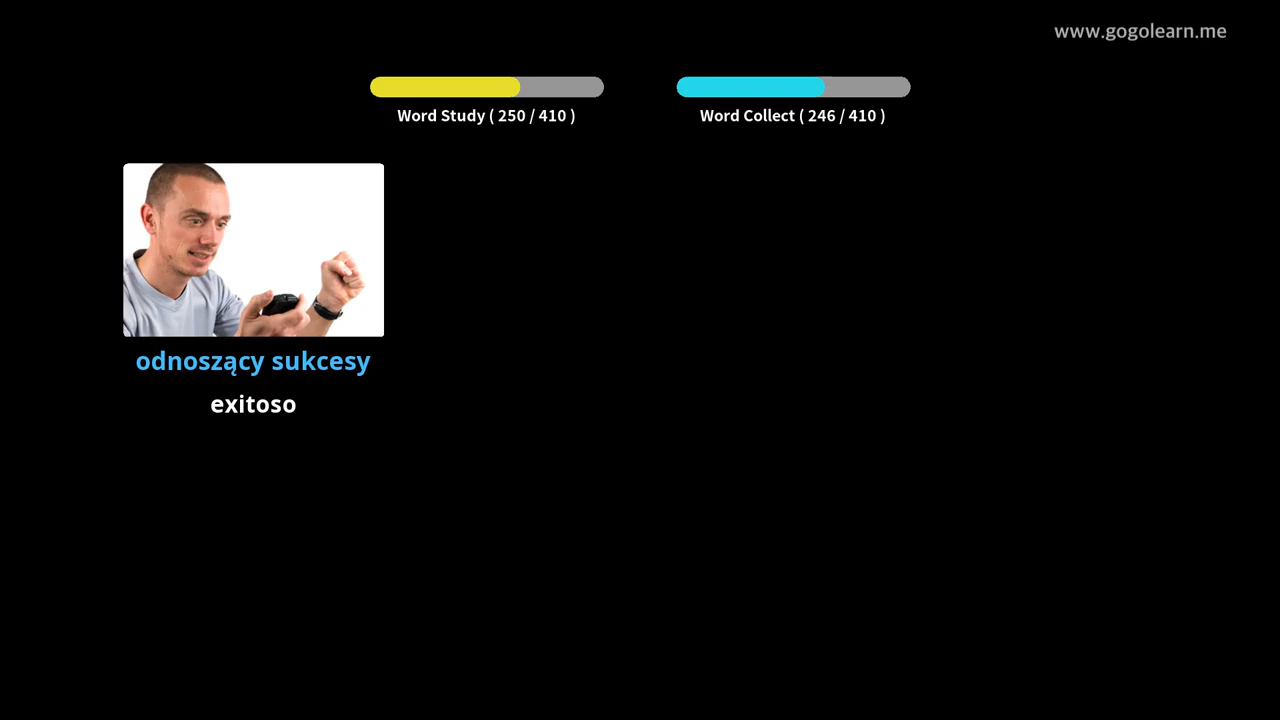 www.gogolearn.me
Word Study ( 250 / 410 )
Word Collect ( 246 / 410 )
odnoszący sukcesy
exitoso